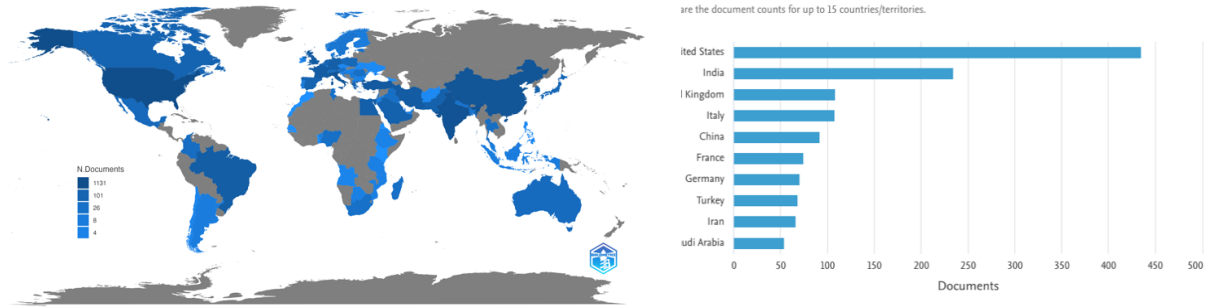 N.Documents
1131
101
26
8
4
are the document counts for up to 15 countries/territories.
ited States
India
Kingdom
Italy
China
France
Germany
Turkey
Iran
udi Arabia
0 50 100 150 200 250 300 350 400 450 500
Documents